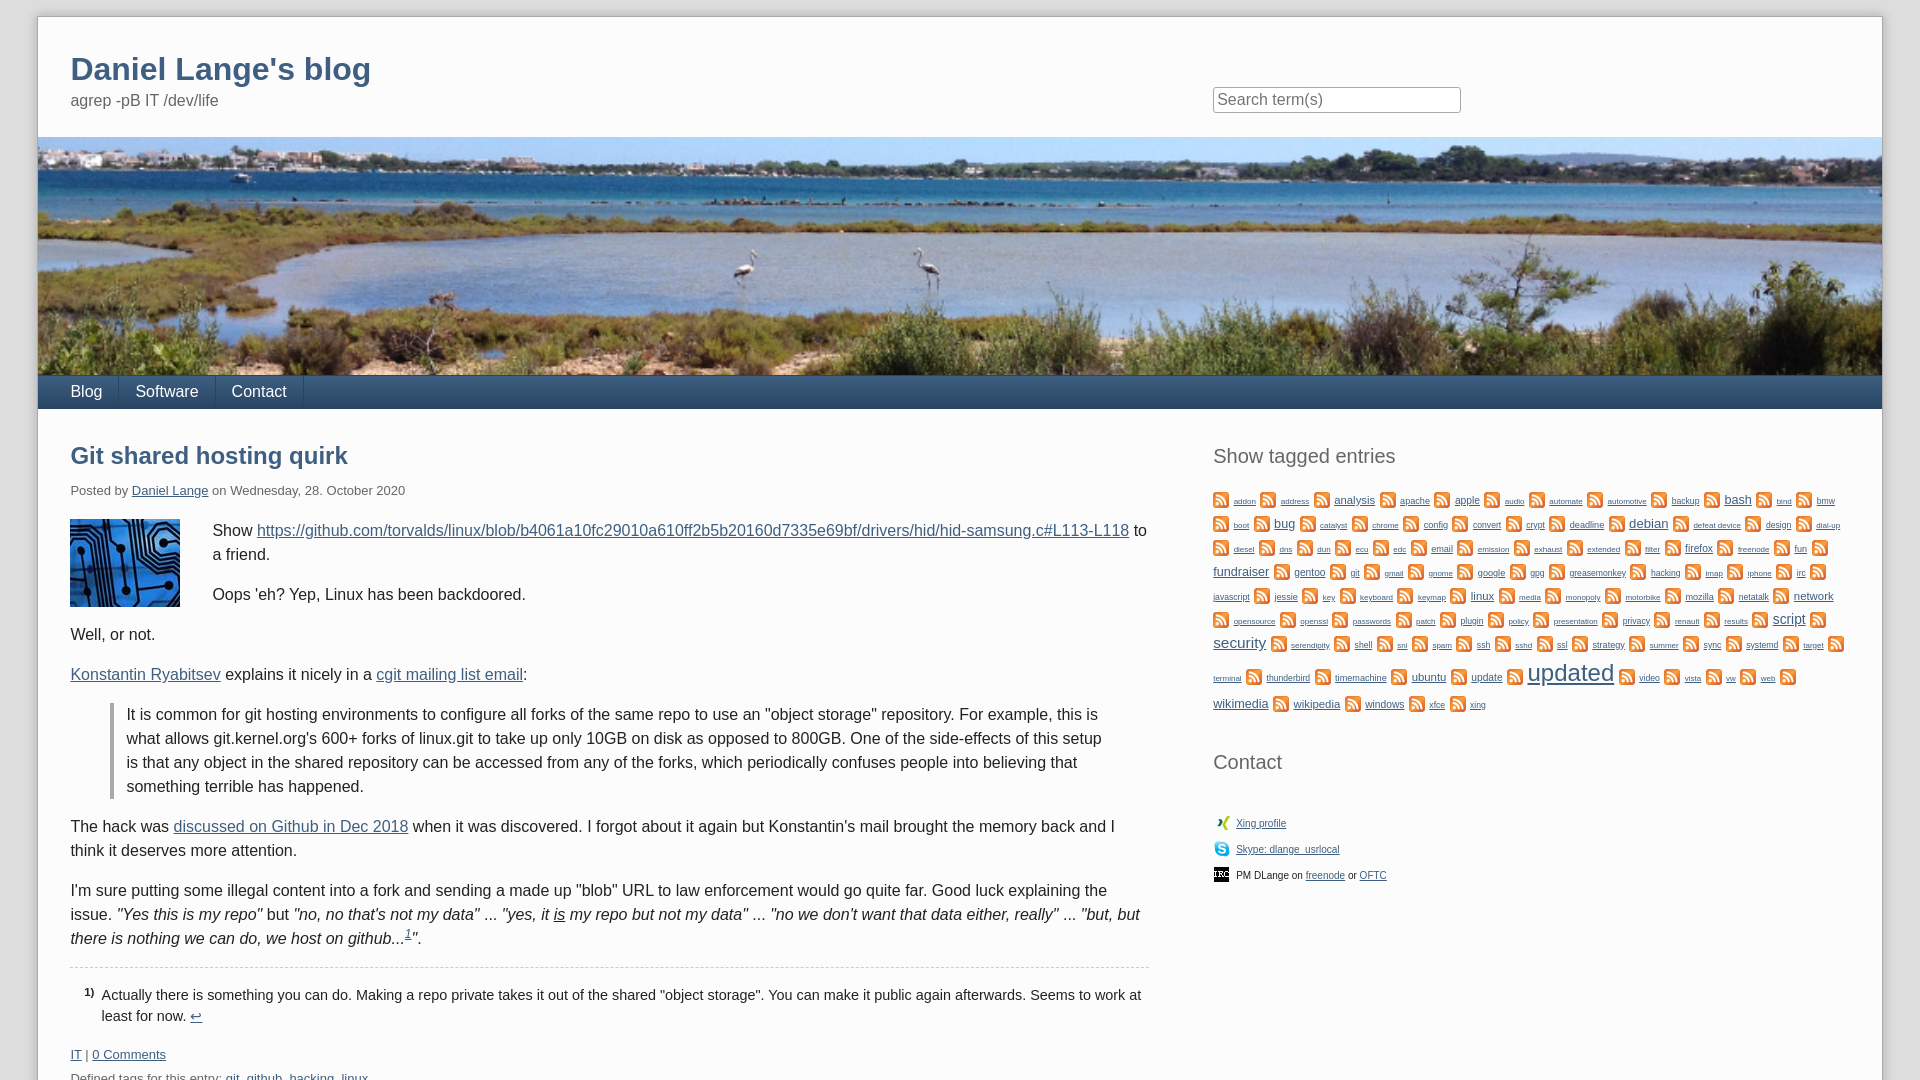 Daniel Lange's blog
agrep -pB IT /dev/life
Search term(s)
Blog
Software
Contact
Git shared hosting quirk
Posted by Daniel Lange on Wednesday, 28. October 2020
Show https://github.com/torvalds/linux/blob/b4061a10fc29010a610ff2b5b20160d7335e69bf/drivers/hid/hid-samsung.c#L113-L118 to
a friend.
Oops 'eh? Yep, Linux has been backdoored.
Well, or not.
Konstantin Ryabitsev explains it nicely in a cgit mailing list email:
It is common for git hosting environments to configure all forks of the same repo to use an "object storage" repository. For example, this is
what allows git.kernel.org's 600+ forks of linux.git to take up only 10GB on disk as opposed to 800GB. One of the side-effects of this setup
is that any object in the shared repository can be accessed from any of the forks, which periodically confuses people into believing that
something terrible has happened.
The hack was discussed on Github in Dec 2018 when it was discovered. I forgot about it again but Konstantin's mail brought the memory back and I
think it deserves more attention.
I'm sure putting some illegal content into a fork and sending a made up "blob" URL to law enforcement would go quite far. Good luck explaining the
issue. "Yes this is my repo" but "no, no that's not my data" ... "yes, it is my repo but not my data" ... "no we don't want that data either, really" ... "but, but
there is nothing we can do, we host on github...1".
1) Actually there is something you can do. Making a repo private takes it out of the shared "object storage". You can make it public again afterwards. Seems to work at
least for now. ↩
IT | 0 Comments
Defined tags for this entry: git, github, hacking, linux
Show tagged entries
addon address analysis apache apple audio automate automotive backup bash bind bmw
boot bug catalyst chrome config convert crypt deadline debian defeat device design dial-up
diesel dns dun ecu edc email emission exhaust extended filter firefox freenode fun
fundraiser gentoo git gmail gnome google gpg greasemonkey hacking imap iphone irc
javascript jessie key keyboard keymap linux media monopoly motorbike mozilla netatalk network
opensource openssl passwords patch plugin policy presentation privacy renault results script
security serendipity shell sni spam ssh sshd ssl strategy summer sync systemd target
terminal thunderbird timemachine ubuntu update updated video vista vw web
wikimedia wikipedia windows xfce xing
Contact
Xing profile
Skype: dlange_usrlocal
IRC PM DLange on freenode or OFTC